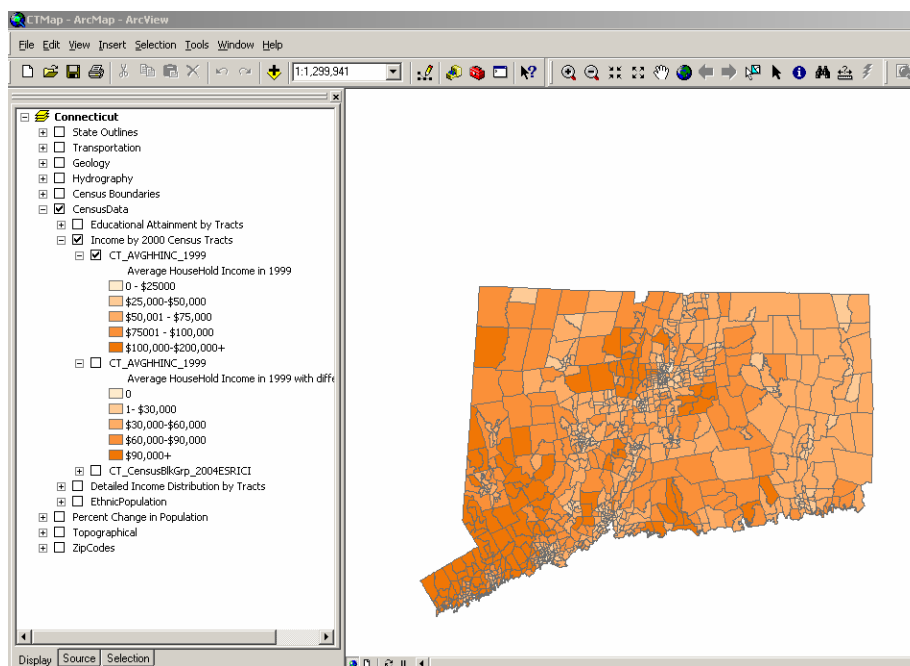 CTMap - ArcMap - ArcView
File Edit View Insert Selection Tools Window Help
1:1,299,941
Connecticut
State Outlines
Transportation
Geology
Hydrography
Census Boundaries
CensusData
Educational Attainment by Tracts
Income by 2000 Census Tracts
CT_AVGHHINC_1999
Average HouseHold Income in 1999
0 - $25000
$25,000-$50,000
$50,001 - $75,000
$75001 - $100,000
$100,000-$200,000+
CT_AVGHHINC_1999
Average HouseHold Income in 1999 with diffe
0
1- $30,000
$30,000-$60,000
$60,000-$90,000
$90,000+
CT_CensusBlkGrp_2004ESRICI
Detailed Income Distribution by Tracts
EthnicPopulation
Percent Change in Population
Topographical
ZipCodes
Display Source Selection